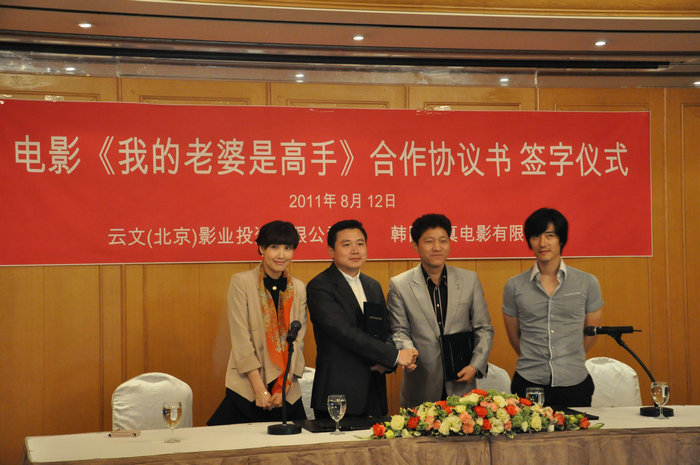 电影《我的老婆是高手》合作协议书 签字仪式
2011年8月12日
云文(北京)影业投 限公 韩 真电影有限